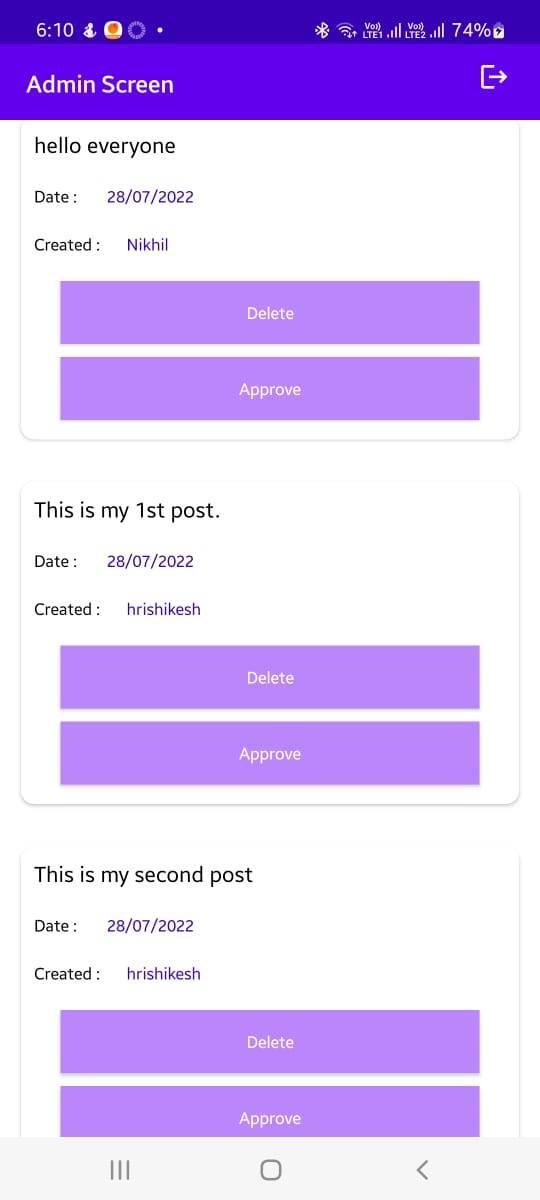 6:10 Vo)) LTE1 Vo)) LTE2 74%
Admin Screen
hello everyone
Date : 28/07/2022
Created : Nikhil
Delete
Approve
This is my 1st post.
Date : 28/07/2022
Created : hrishikesh
Delete
Approve
This is my second post
Date : 28/07/2022
Created : hrishikesh
Delete
Approve